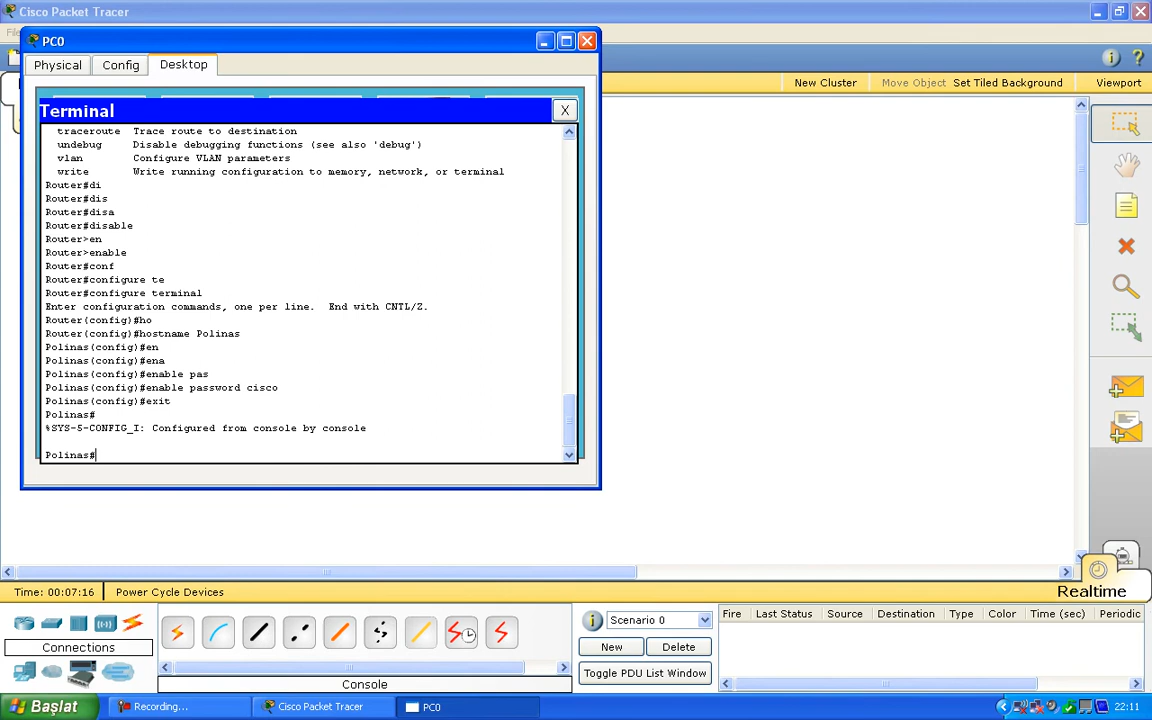 Cisco Packet Tracer
PC0
Physical
Config
Desktop
New Cluster
Move Object
Set Tiled Background
Viewport
Terminal
X
traceroute  Trace route to destination
undebug     Disable debugging functions (see also 'debug')
vlan        Configure VLAN parameters
write       Write running configuration to memory, network, or terminal
Router#di
Router#dis
Router#disa
Router#disable
Router>en
Router>enable
Router#conf
Router#configure te
Router#configure terminal
Enter configuration commands, one per line.  End with CNTL/Z.
Router(config)#ho
Router(config)#hostname Polinas
Polinas(config)#en
Polinas(config)#ena
Polinas(config)#enable pas
Polinas(config)#enable password cisco
Polinas(config)#exit
Polinas#
%SYS-5-CONFIG_I: Configured from console by console
Polinas#
Realtime
Time: 00:07:16
Power Cycle Devices
Connections
Console
Scenario 0
New
Delete
Toggle PDU List Window
Fire
Last Status
Source
Destination
Type
Color
Time (sec)
Periodic
Başlat
Recording...
Cisco Packet Tracer
PC0
22:11